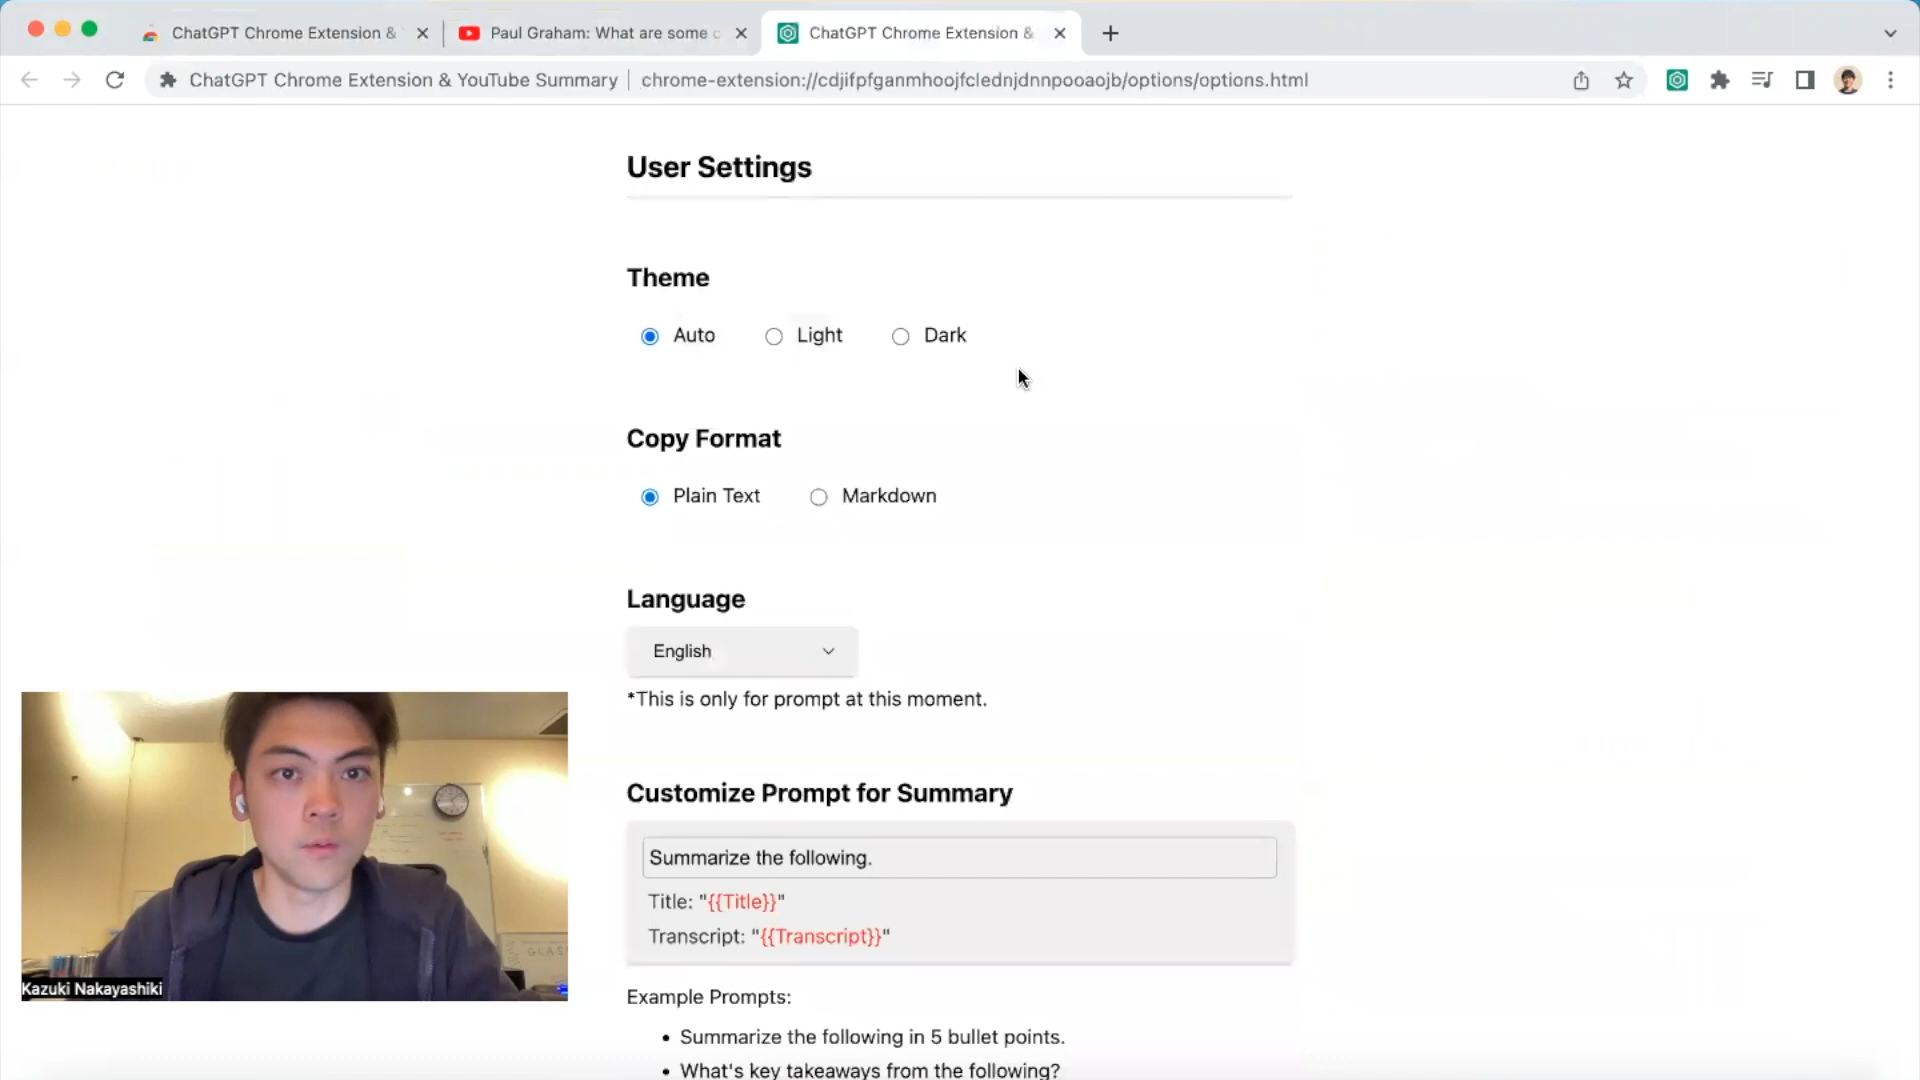 ChatGPT Chrome Extension &
Paul Graham: What are some
ChatGPT Chrome Extension &
ChatGPT Chrome Extension & YouTube Summary
chrome-extension://cdjifpfganmhoojfclednjdnnpooaojb/options/options.html
User Settings
Theme
Auto Light Dark
Copy Format
Plain Text Markdown
Language
English
*This is only for prompt at this moment.
Customize Prompt for Summary
Summarize the following.
Title: "{{Title}}"
Transcript: "{{Transcript}}"
Example Prompts:
• Summarize the following in 5 bullet points.
• What's key takeaways from the following?
Kazuki Nakayashiki